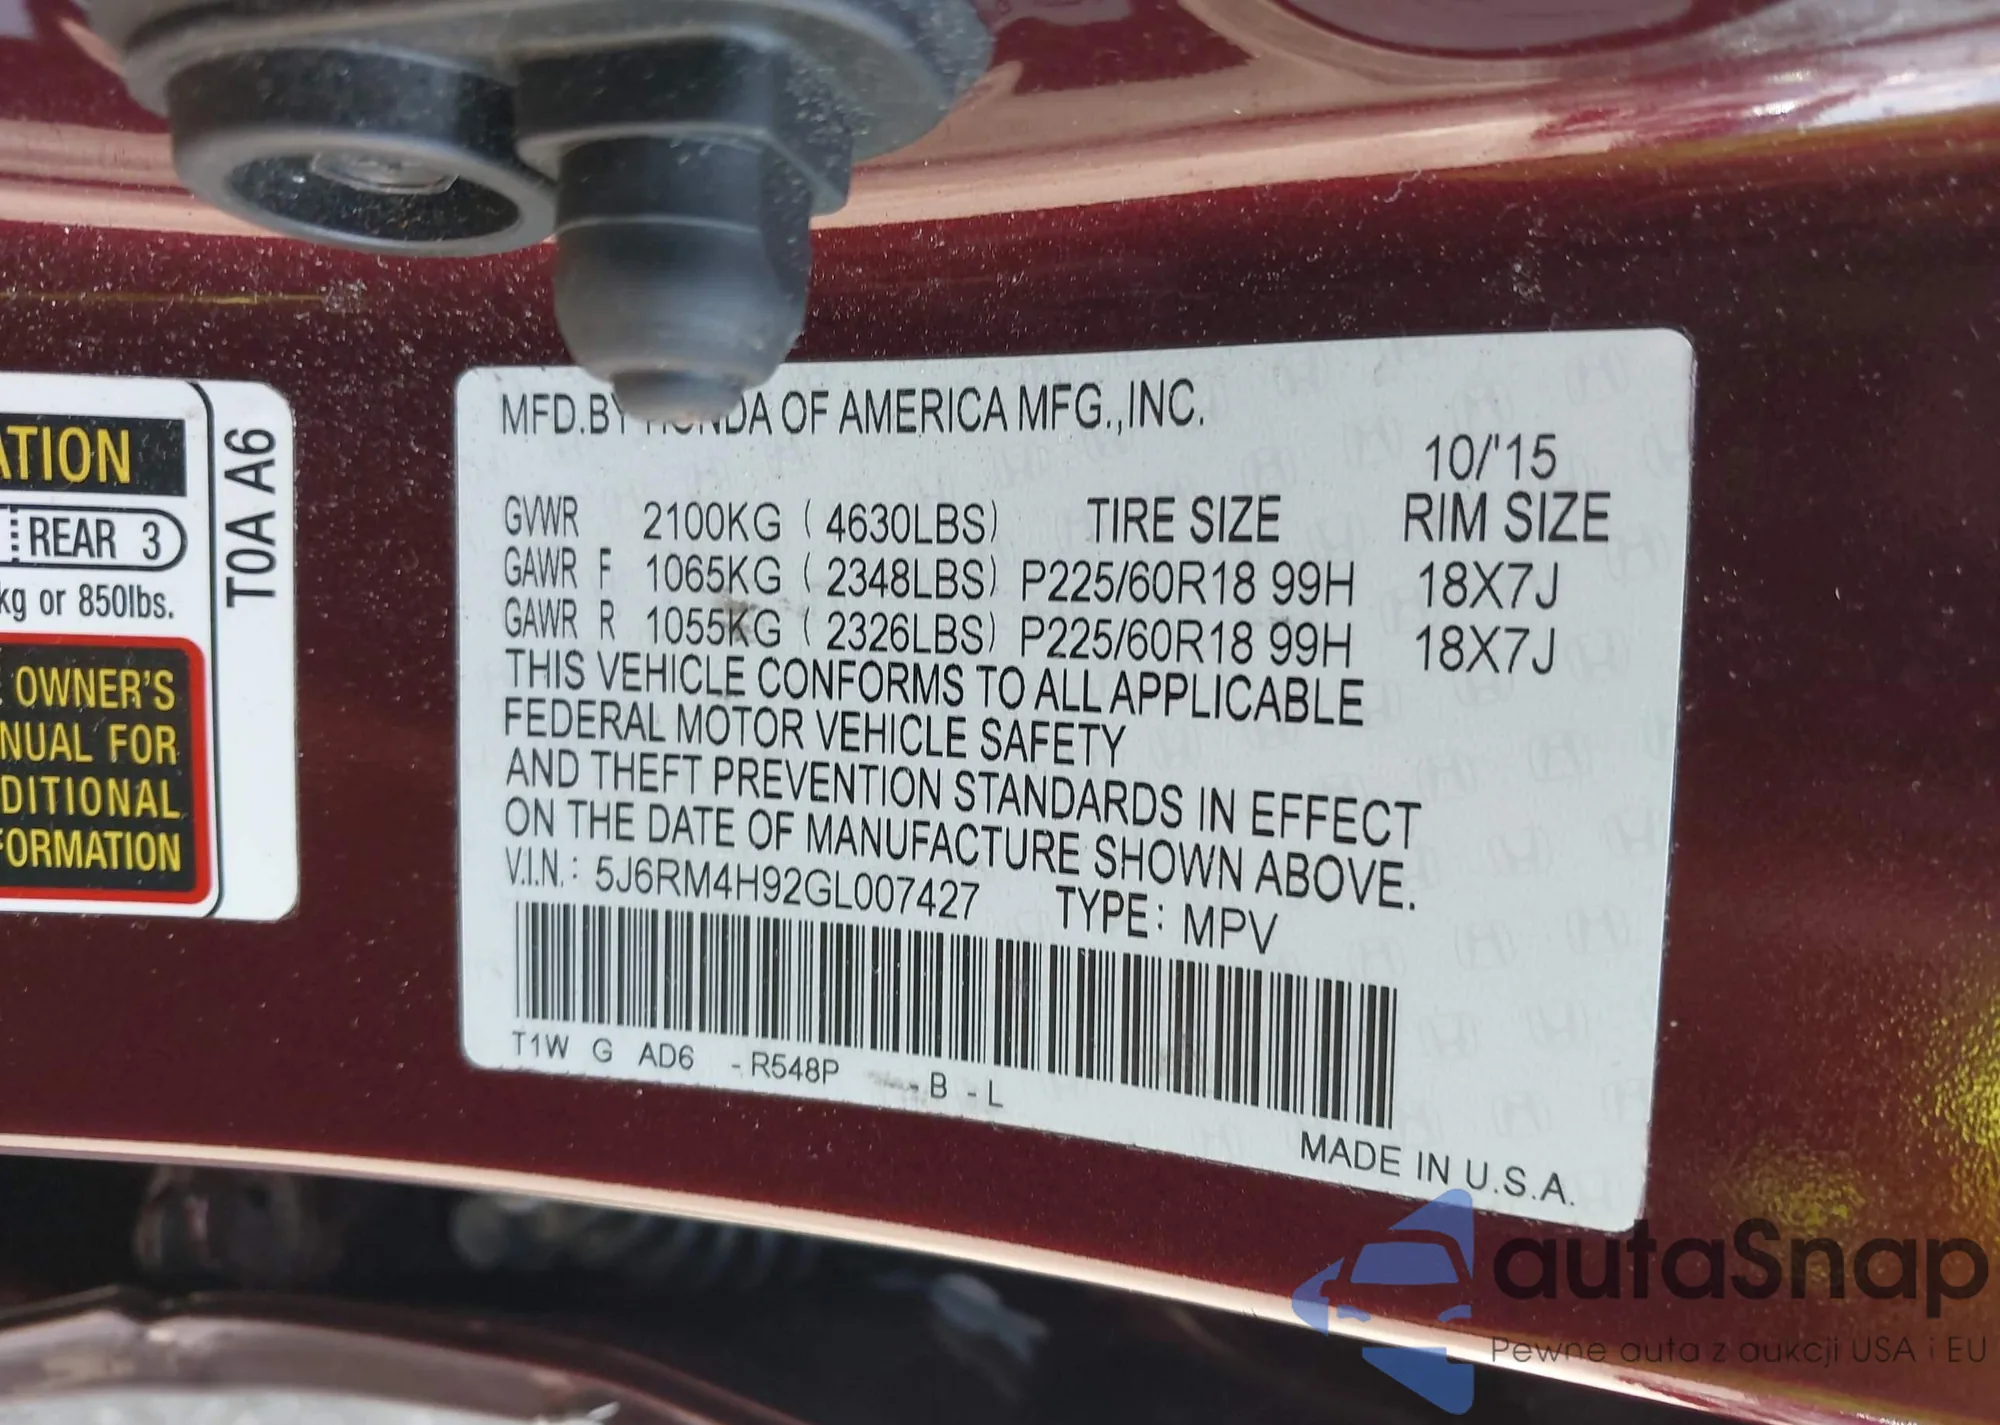 ATION
REAR 3
kg or 850lbs.
OWNER'S
NUAL FOR
DITIONAL
FORMATION
T0A A6
MFD.BY HONDA OF AMERICA MFG.,INC.
10/'15
GVWR 2100KG ( 4630LBS) TIRE SIZE RIM SIZE
GAWR F 1065KG ( 2348LBS) P225/60R18 99H 18X7J
GAWR R 1055KG ( 2326LBS) P225/60R18 99H 18X7J
THIS VEHICLE CONFORMS TO ALL APPLICABLE
FEDERAL MOTOR VEHICLE SAFETY
AND THEFT PREVENTION STANDARDS IN EFFECT
ON THE DATE OF MANUFACTURE SHOWN ABOVE.
V.I.N.: 5J6RM4H92GL007427 TYPE: MPV
T1W G AD6 -R548P -B -L
MADE IN U.S.A.
autaSnap
Pewne auta z aukcji USA i EU